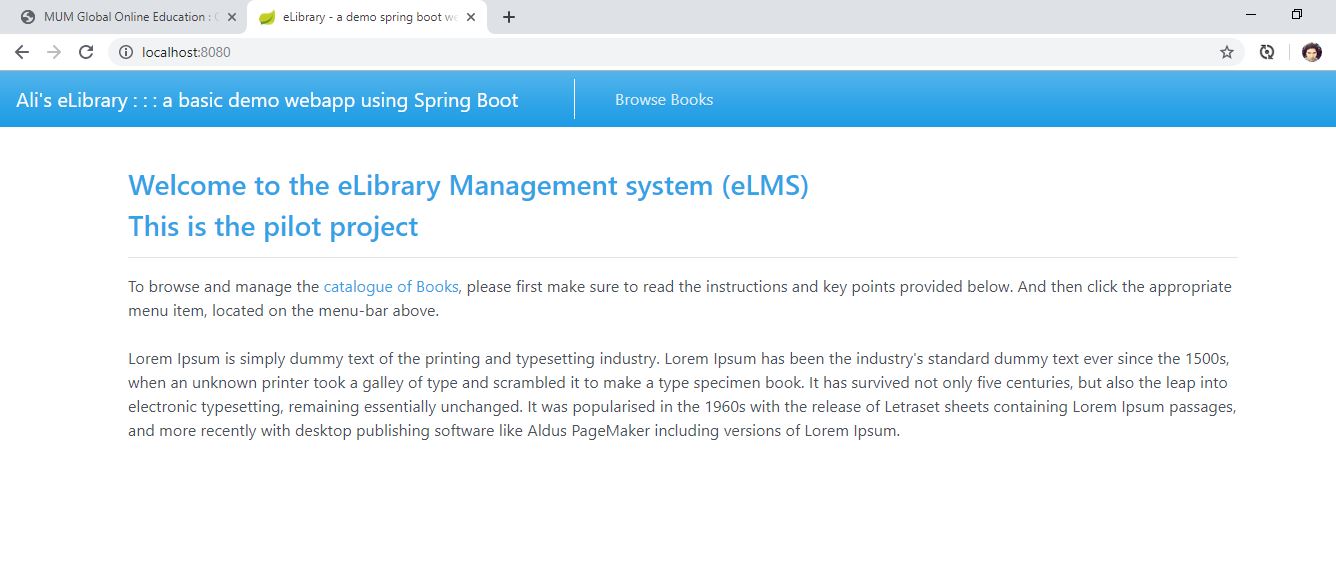 MUM Global Online Education :
eLibrary - a demo spring boot we
localhost:8080
Ali's eLibrary : : : a basic demo webapp using Spring Boot
Browse Books
Welcome to the eLibrary Management system (eLMS)
This is the pilot project
To browse and manage the catalogue of Books, please first make sure to read the instructions and key points provided below. And then click the appropriate
menu item, located on the menu-bar above.
Lorem Ipsum is simply dummy text of the printing and typesetting industry. Lorem Ipsum has been the industry's standard dummy text ever since the 1500s,
when an unknown printer took a galley of type and scrambled it to make a type specimen book. It has survived not only five centuries, but also the leap into
electronic typesetting, remaining essentially unchanged. It was popularised in the 1960s with the release of Letraset sheets containing Lorem Ipsum passages,
and more recently with desktop publishing software like Aldus PageMaker including versions of Lorem Ipsum.